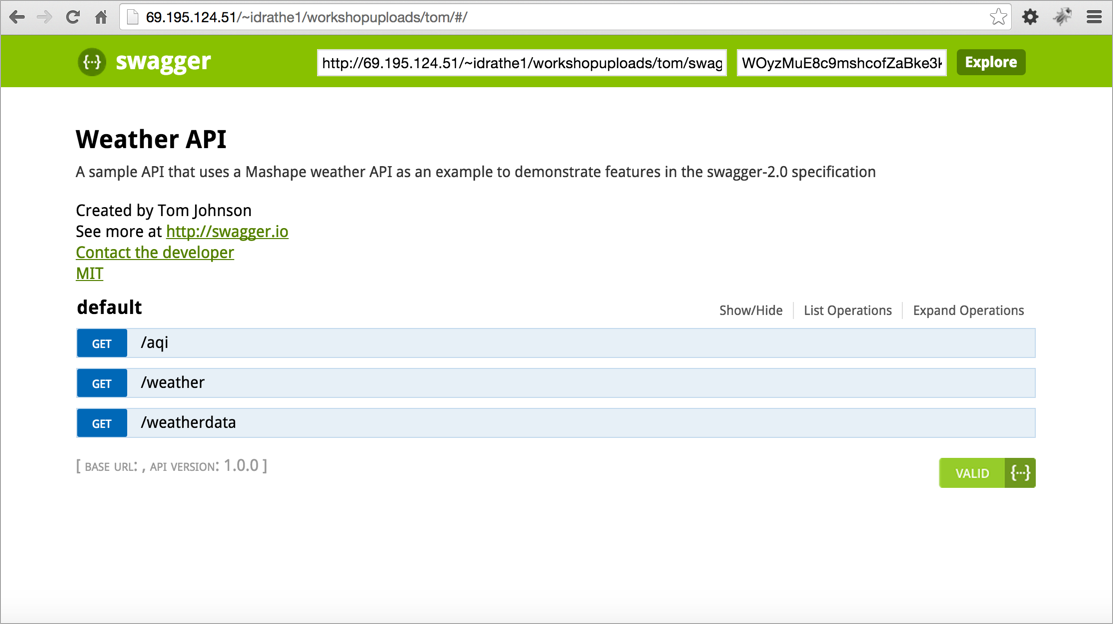 69.195.124.51/~idrathe1/workshopuploads/tom/#/
{···} swagger http://69.195.124.51/~idrathe1/workshopuploads/tom/swag WOyzMuE8c9mshcofZaBke3k Explore
Weather API
A sample API that uses a Mashape weather API as an example to demonstrate features in the swagger-2.0 specification
Created by Tom Johnson
See more at http://swagger.io
Contact the developer
MIT
default Show/Hide List Operations Expand Operations
GET /aqi
GET /weather
GET /weatherdata
[ BASE URL: , API VERSION: 1.0.0 ] VALID {···}